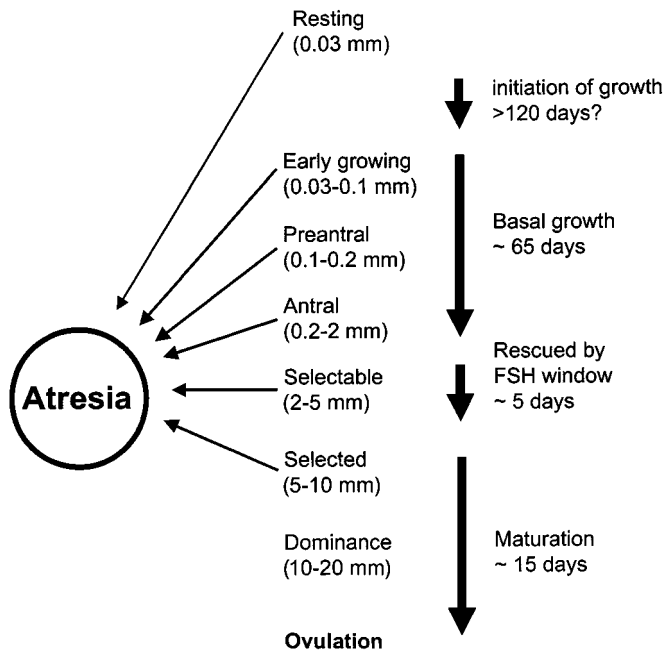 Resting
(0.03 mm)
initiation of growth
>120 days?
Early growing
(0.03-0.1 mm)
Basal growth
~ 65 days
Preantral
(0.1-0.2 mm)
Antral
(0.2-2 mm)
Rescued by
FSH window
~ 5 days
Atresia
Selectable
(2-5 mm)
Selected
(5-10 mm)
Dominance
(10-20 mm)
Maturation
~ 15 days
Ovulation